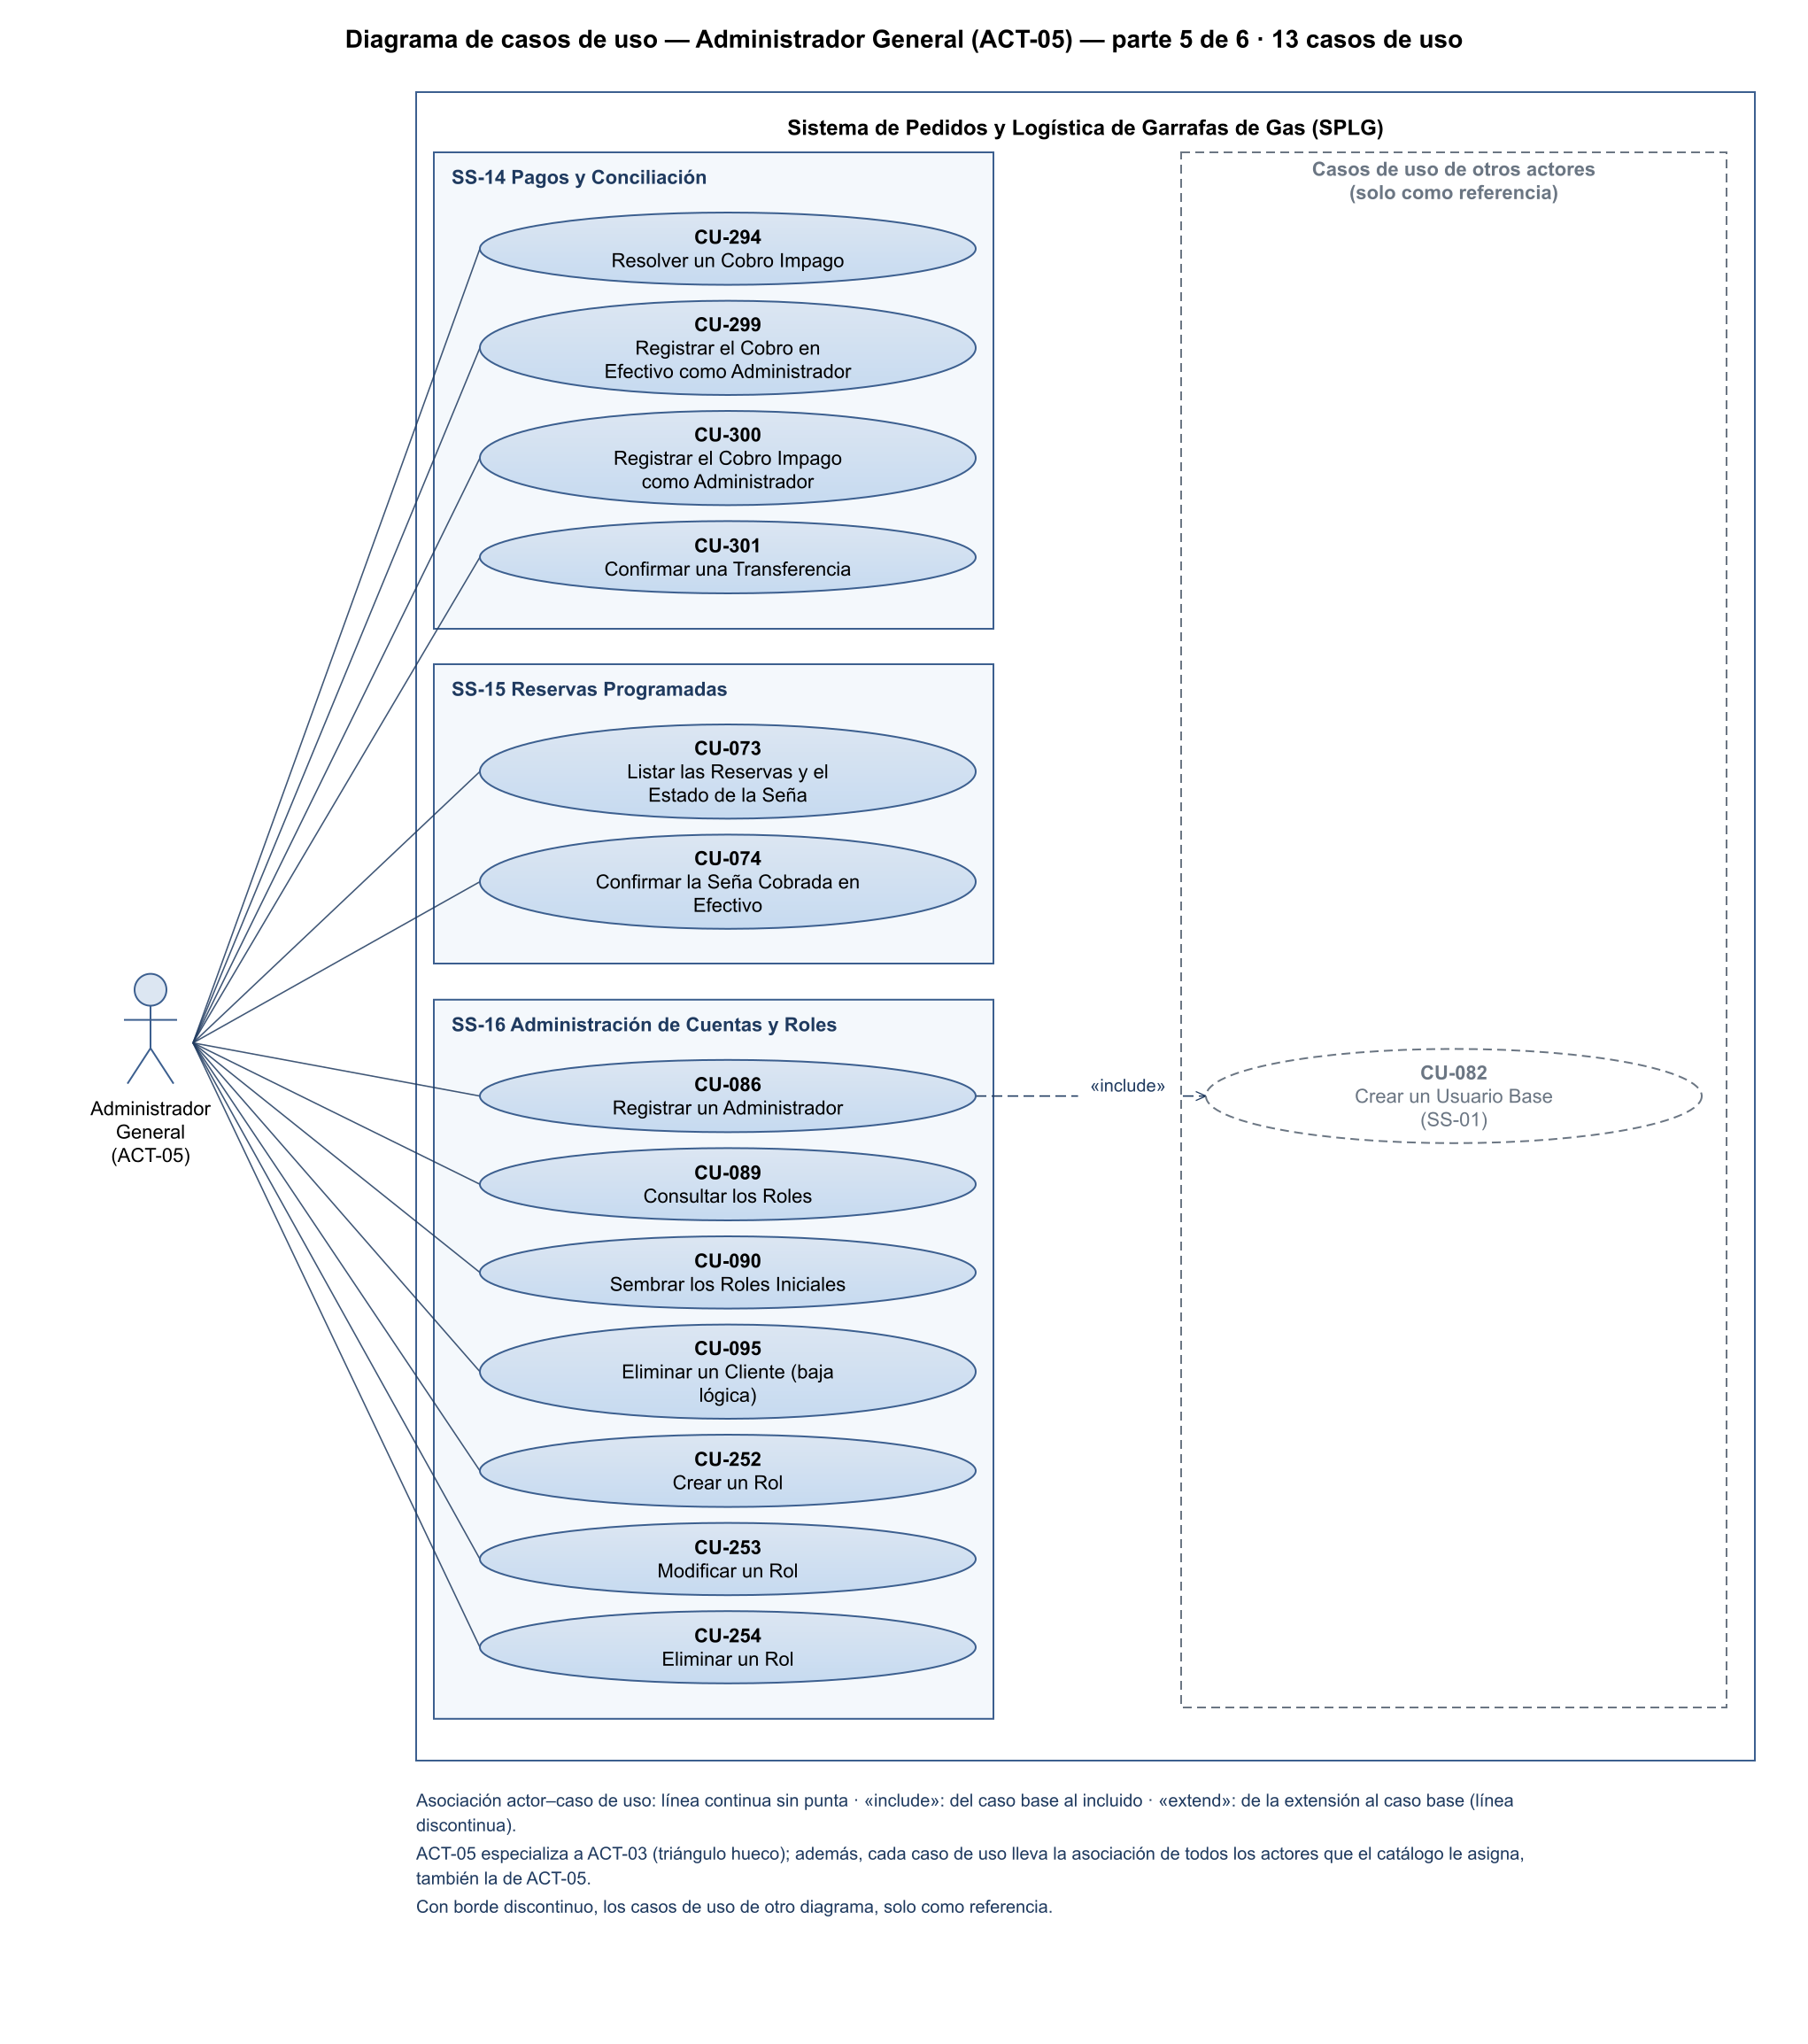 Diagrama de casos de uso — Administrador General (ACT-05) — parte 5 de 6 · 13 casos de uso
Sistema de Pedidos y Logística de Garrafas de Gas (SPLG)
SS-14 Pagos y Conciliación
CU-294
Resolver un Cobro Impago
CU-299
Registrar el Cobro en
Efectivo como Administrador
CU-300
Registrar el Cobro Impago
como Administrador
CU-301
Confirmar una Transferencia
SS-15 Reservas Programadas
CU-073
Listar las Reservas y el
Estado de la Seña
CU-074
Confirmar la Seña Cobrada en
Efectivo
SS-16 Administración de Cuentas y Roles
CU-086
Registrar un Administrador
CU-089
Consultar los Roles
CU-090
Sembrar los Roles Iniciales
CU-095
Eliminar un Cliente (baja
lógica)
CU-252
Crear un Rol
CU-253
Modificar un Rol
CU-254
Eliminar un Rol
Administrador
General
(ACT-05)
«include»
Casos de uso de otros actores
(solo como referencia)
CU-082
Crear un Usuario Base
(SS-01)
Asociación actor–caso de uso: línea continua sin punta · «include»: del caso base al incluido · «extend»: de la extensión al caso base (línea
discontinua).
ACT-05 especializa a ACT-03 (triángulo hueco); además, cada caso de uso lleva la asociación de todos los actores que el catálogo le asigna,
también la de ACT-05.
Con borde discontinuo, los casos de uso de otro diagrama, solo como referencia.